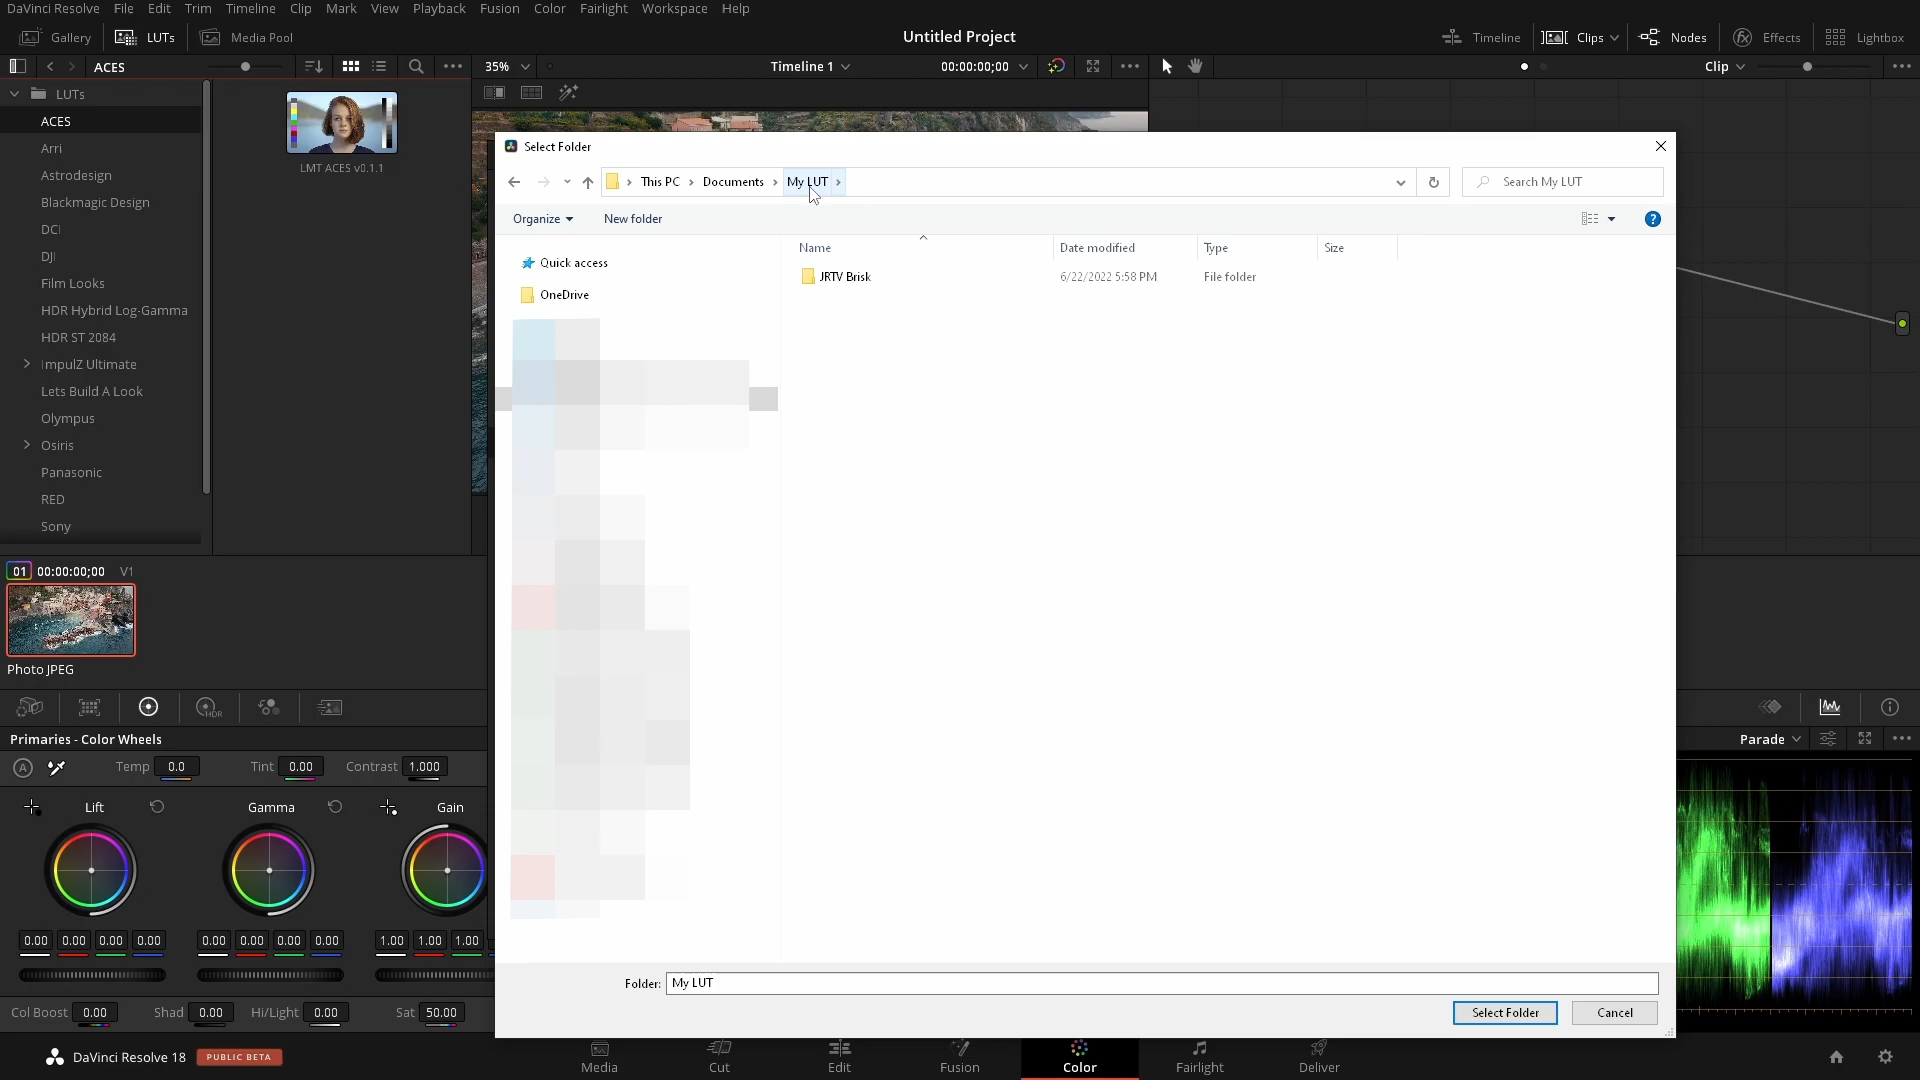 DaVinci Resolve File Edit Trim Timeline Clip Mark View Playback Fusion Color Fairlight Workspace Help
Gallery LUTs Media Pool Untitled Project Timeline Clips Nodes Effects Lightbox
ACES 35% Timeline 1 00:00:00;00 Clip
LUTs
ACES
Arri
Astrodesign
Blackmagic Design
DCI
DJI
Film Looks
HDR Hybrid Log-Gamma
HDR ST 2084
ImpulZ Ultimate
Lets Build A Look
Olympus
Osiris
Panasonic
RED
Sony
LMT ACES v0.1.1
Select Folder
This PC Documents My LUT Search My LUT
Organize New folder ?
Name Date modified Type Size
Quick access
OneDrive
JRTV Brisk 6/22/2022 5:58 PM File folder
Folder: My LUT
Select Folder Cancel
01 00:00:00;00 V1
Photo JPEG
HDR
Primaries - Color Wheels Parade
A Temp 0.0 Tint 0.00 Contrast 1.000
Lift Gamma Gain
0.00 0.00 0.00 0.00 0.00 0.00 0.00 0.00 1.00 1.00 1.00
Col Boost 0.00 Shad 0.00 Hi/Light 0.00 Sat 50.00
DaVinci Resolve 18 PUBLIC BETA Media Cut Edit Fusion Color Fairlight Deliver